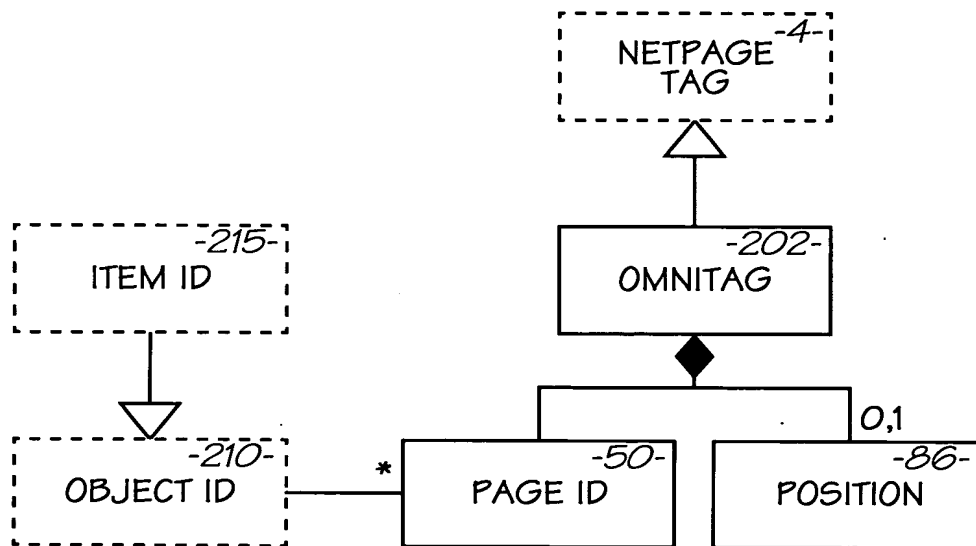 -4-
NETPAGE
TAG
-215-
ITEM ID
-202-
OMNITAG
0,1
-210-
OBJECT ID
*
-50-
PAGE ID
-86-
POSITION